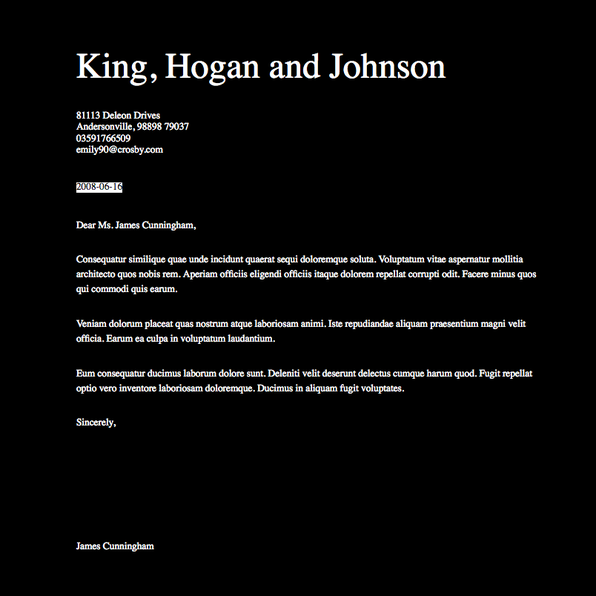 King, Hogan and Johnson
81113 Deleon Drives
Andersonville, 98898 79037
03591766509
emily90@crosby.com
2008-06-16
Dear Ms. James Cunningham,
Consequatur similique quae unde incidunt quaerat sequi doloremque soluta. Voluptatum vitae aspernatur mollitia
architecto quos nobis rem. Aperiam officiis eligendi officiis itaque dolorem repellat corrupti odit. Facere minus quos
qui commodi quis earum.
Veniam dolorum placeat quas nostrum atque laboriosam animi. Iste repudiandae aliquam praesentium magni velit
officia. Earum ea culpa in voluptatum laudantium.
Eum consequatur ducimus laborum dolore sunt. Deleniti velit deserunt delectus cumque harum quod. Fugit repellat
optio vero inventore laboriosam doloremque. Ducimus in aliquam fugit voluptates.
Sincerely,
James Cunningham